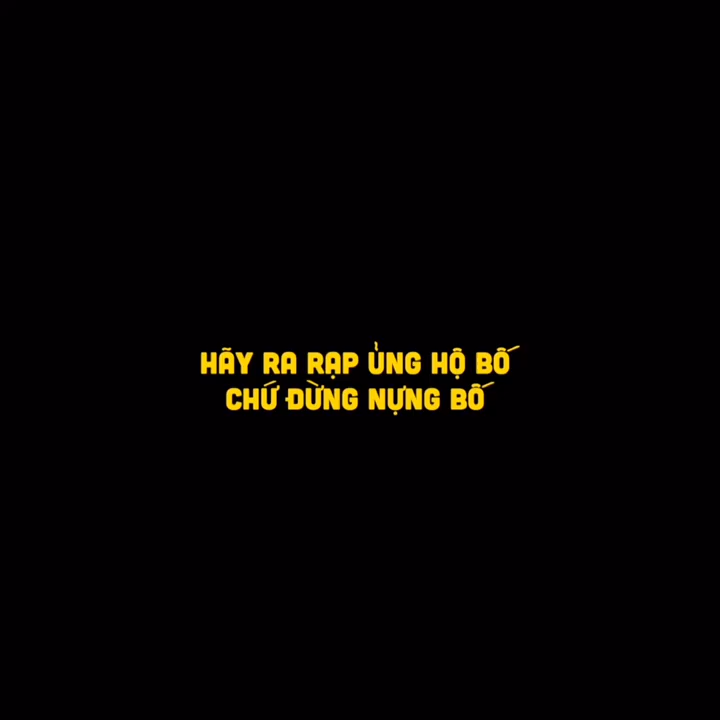 HÃY RA RẠP ỦNG HỘ BỐ
CHỨ ĐỪNG NỰNG BỐ